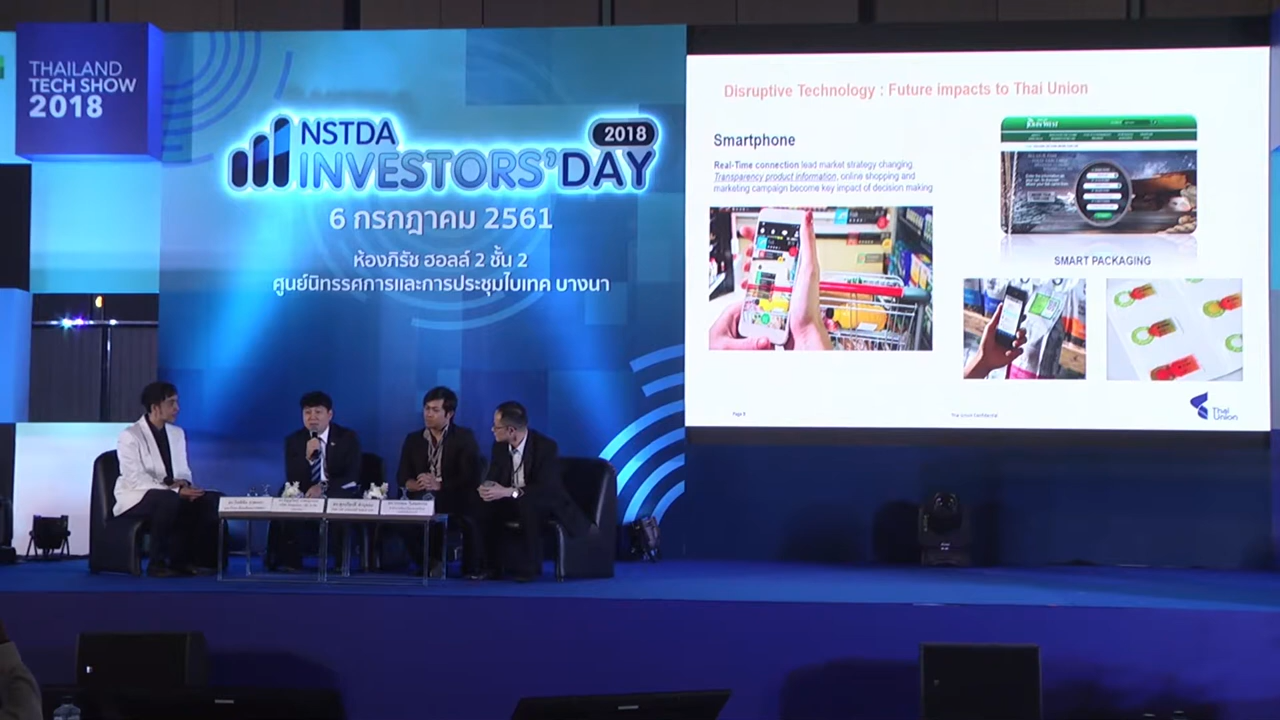 THAILAND
TECH SHOW
2018
NSTDA
2018
INVESTORS' DAY
6 กรกฎาคม 2561
ห้องภิรัช ฮอลล์ 2 ชั้น 2
ศูนย์นิทรรศการและการประชุมไบเทค บางนา
Disruptive Technology : Future impacts to Thai Union
Smartphone
Real-Time connection lead market strategy changing.
Transparency product information, online shopping and
marketing campaign become key impact of decision making
JOHN WEST
SMART PACKAGING
Thai Union Confidential
Thai
Union